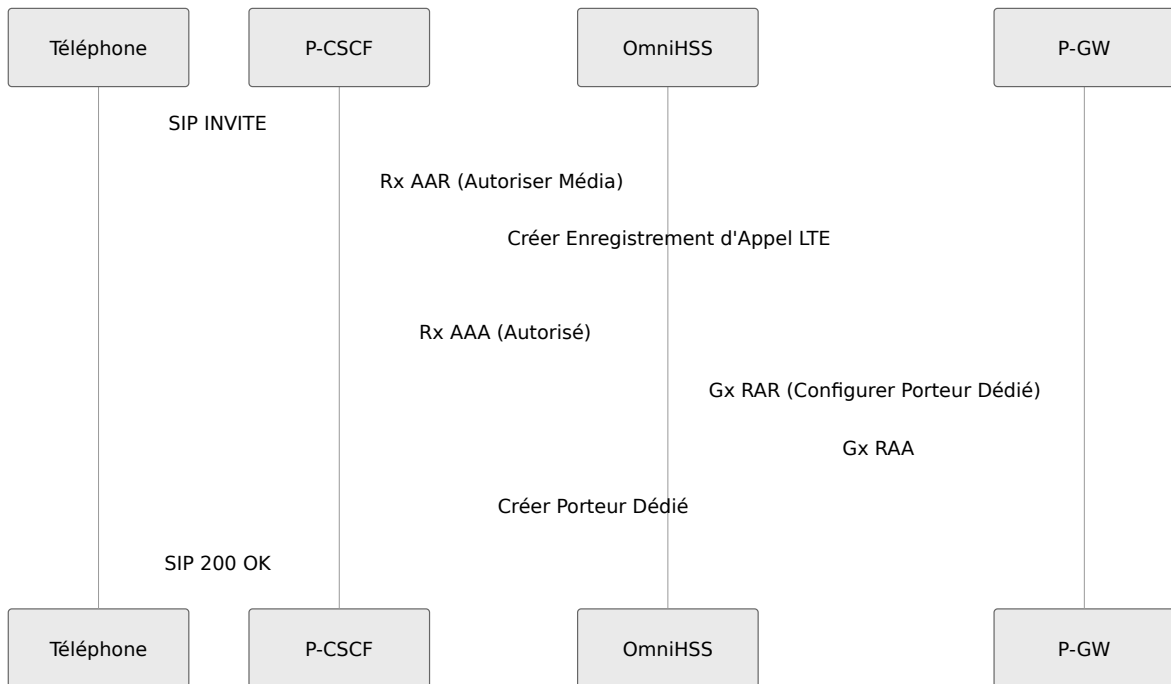 Téléphone
P-CSCF
OmniHSS
P-GW
SIP INVITE
Rx AAR (Autoriser Média)
Créer Enregistrement d'Appel LTE
Rx AAA (Autorisé)
Gx RAR (Configurer Porteur Dédié)
Gx RAA
Créer Porteur Dédié
SIP 200 OK
Téléphone
P-CSCF
OmniHSS
P-GW